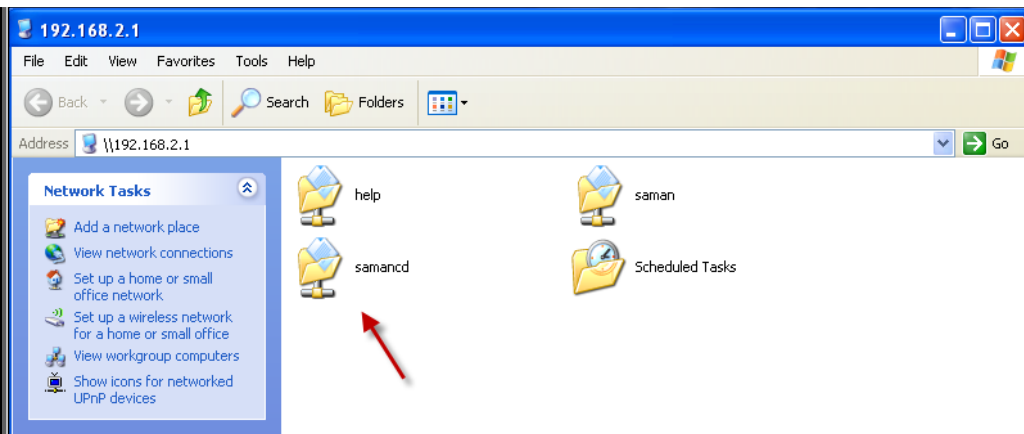 192.168.2.1
File Edit View Favorites Tools Help
Back Search Folders
Address \\192.168.2.1 Go
Network Tasks
Add a network place
View network connections
Set up a home or small
office network
Set up a wireless network
for a home or small office
View workgroup computers
Show icons for networked
UPnP devices
help saman
samancd Scheduled Tasks